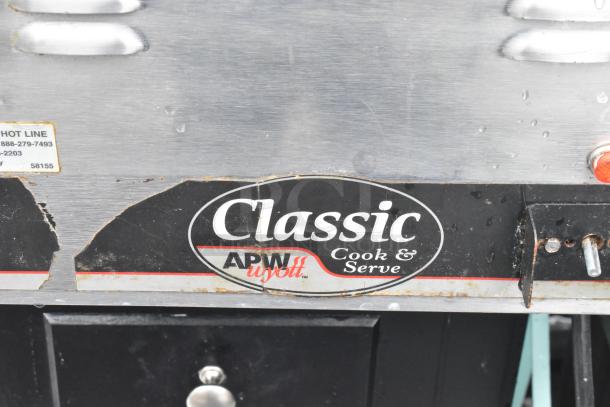 HOT LINE
888-279-7493
-2203
58155
Classic
APW
wyott
Cook &
Serve